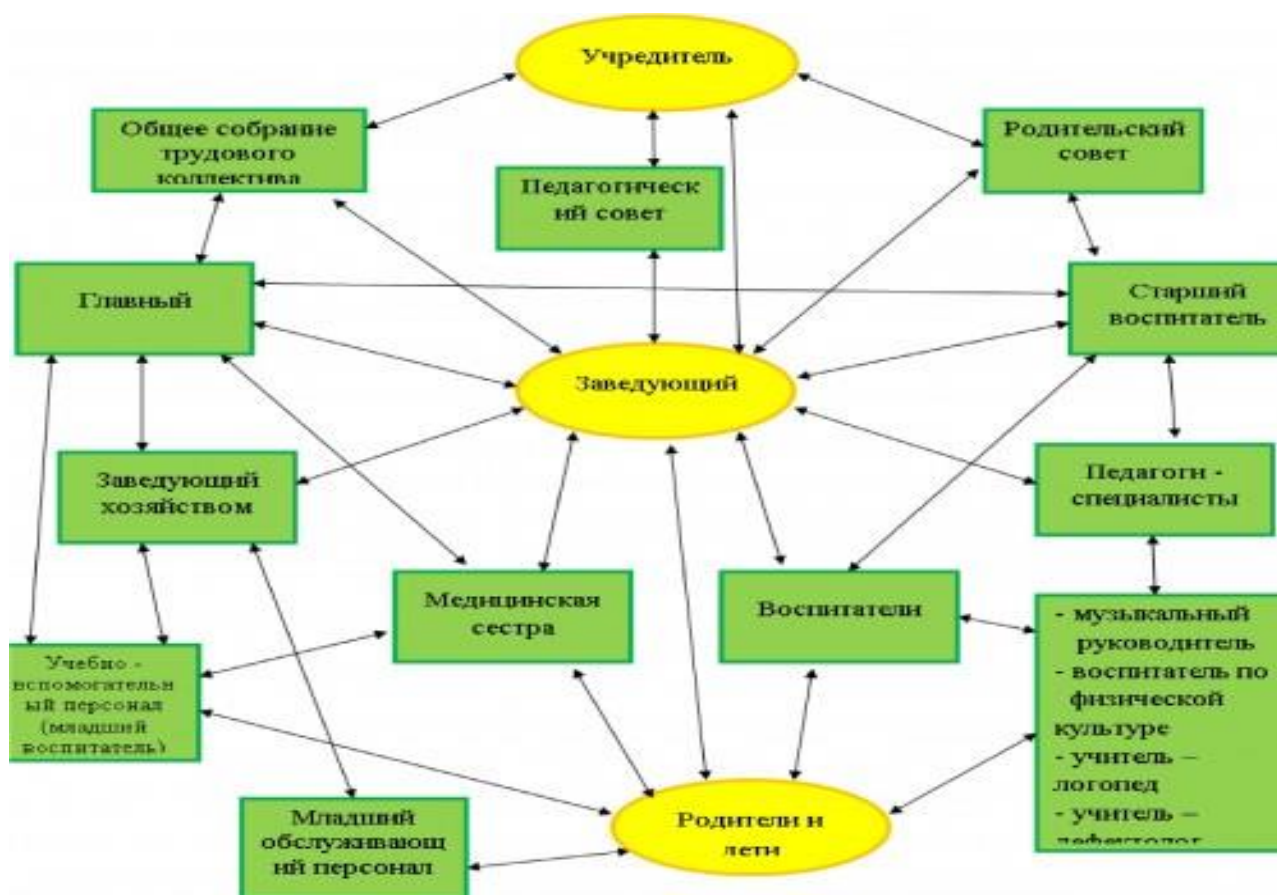 Учредитель
Общее собрание
трудового
коллектива
Родительский
совет
Педагогическ
ий совет
Главный
Старший
воспитатель
Заведующий
Заведующий
хозяйством
Педагоги -
специалисты
Медицинская
сестра
Воспитатели
- музыкальный
руководитель
- воспитатель по
физической
культуре
- учитель –
логопед
- учитель –
дефектолог
Учебно -
вспомогательн
ый персонал
(младший
воспитатель)
Младший
обслуживающ
ий персонал
Родители и
дети